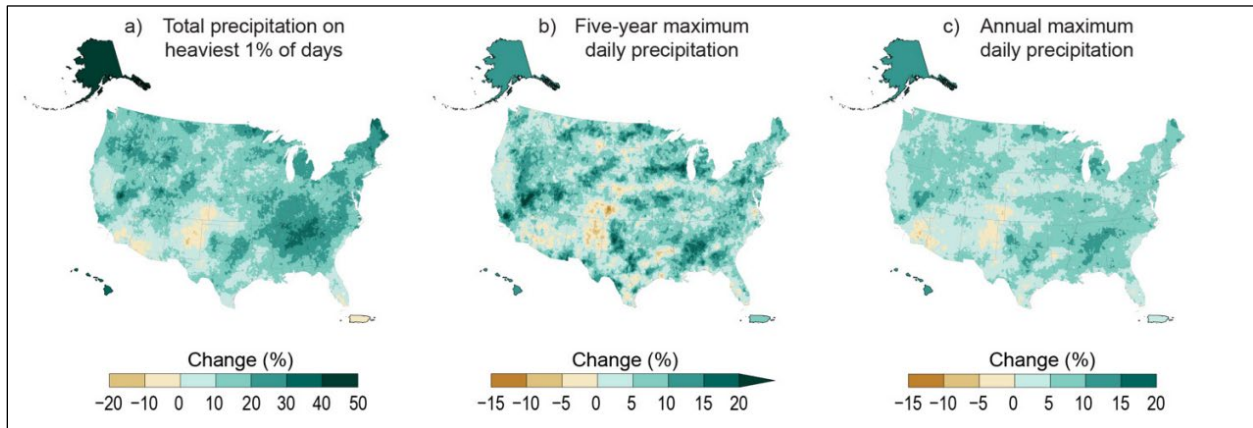 a) Total precipitation on
heaviest 1% of days
b) Five-year maximum
daily precipitation
c) Annual maximum
daily precipitation
Change (%)
−20 −10 0 10 20 30 40 50
Change (%)
−15 −10 −5 0 5 10 15 20
Change (%)
−15 −10 −5 0 5 10 15 20